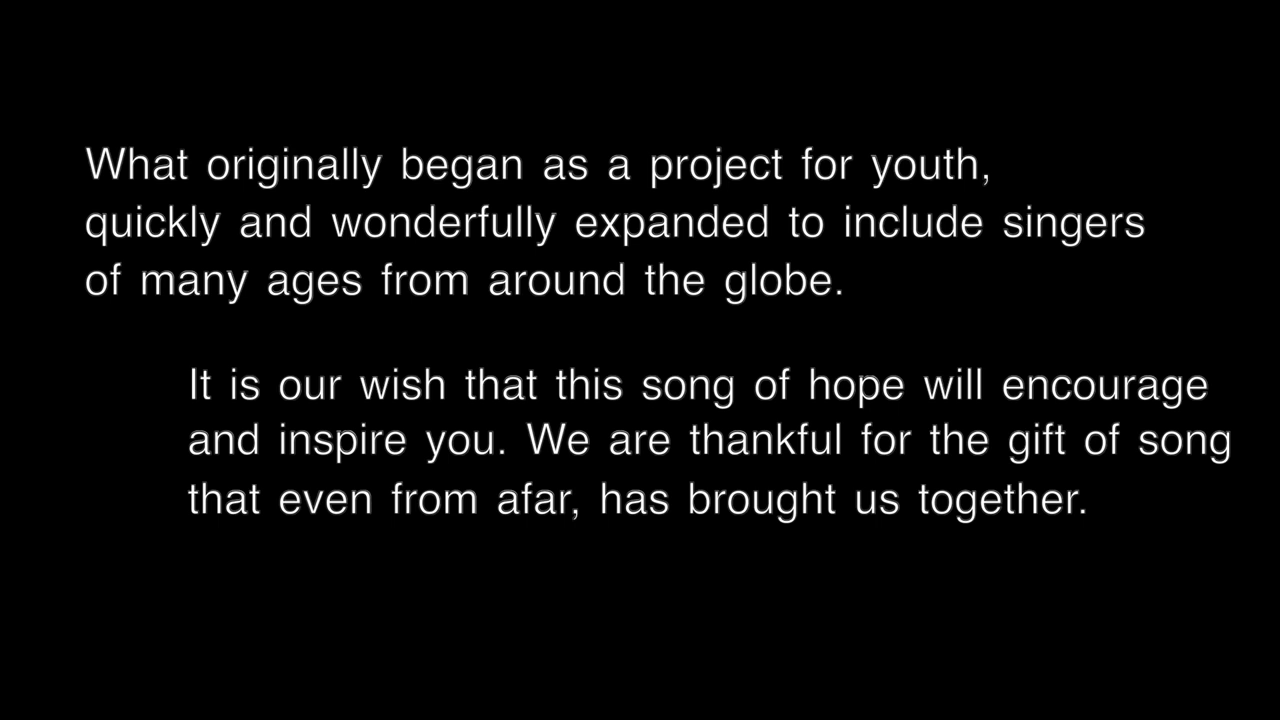 What originally began as a project for youth,
quickly and wonderfully expanded to include singers
of many ages from around the globe.
It is our wish that this song of hope will encourage
and inspire you. We are thankful for the gift of song
that even from afar, has brought us together.